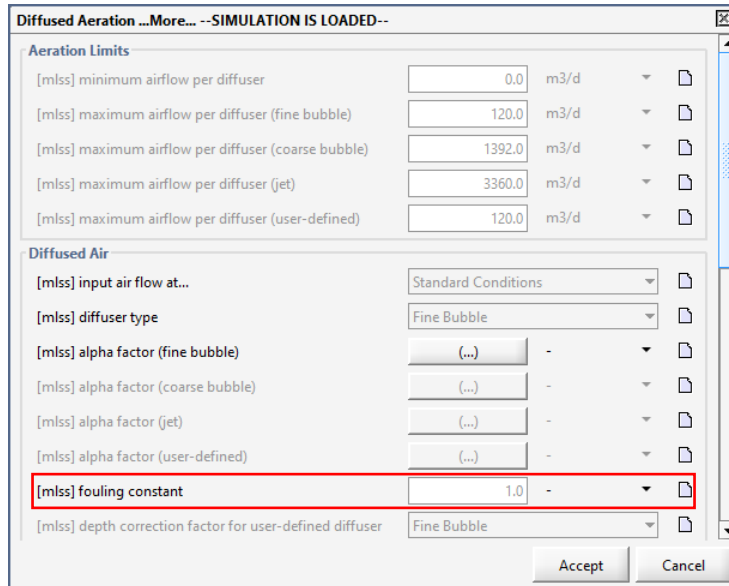 Diffused Aeration ...More... --SIMULATION IS LOADED--
Aeration Limits
[mlss] minimum airflow per diffuser 0.0 m3/d
[mlss] maximum airflow per diffuser (fine bubble) 120.0 m3/d
[mlss] maximum airflow per diffuser (coarse bubble) 1392.0 m3/d
[mlss] maximum airflow per diffuser (jet) 3360.0 m3/d
[mlss] maximum airflow per diffuser (user-defined) 120.0 m3/d
Diffused Air
[mlss] input air flow at... Standard Conditions
[mlss] diffuser type Fine Bubble
[mlss] alpha factor (fine bubble) (...) -
[mlss] alpha factor (coarse bubble) (...) -
[mlss] alpha factor (jet) (...) -
[mlss] alpha factor (user-defined) (...) -
[mlss] fouling constant 1.0 -
[mlss] depth correction factor for user-defined diffuser Fine Bubble
Accept Cancel